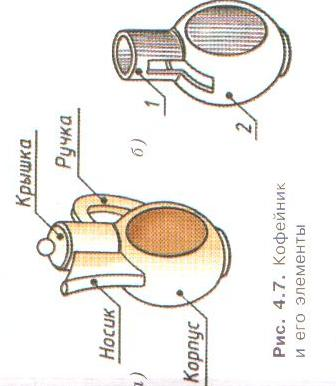 Крышка
Ручка
Носик
Корпус
а)
б)
1
2
Рис. 4.7. Кофейник
и его элементы